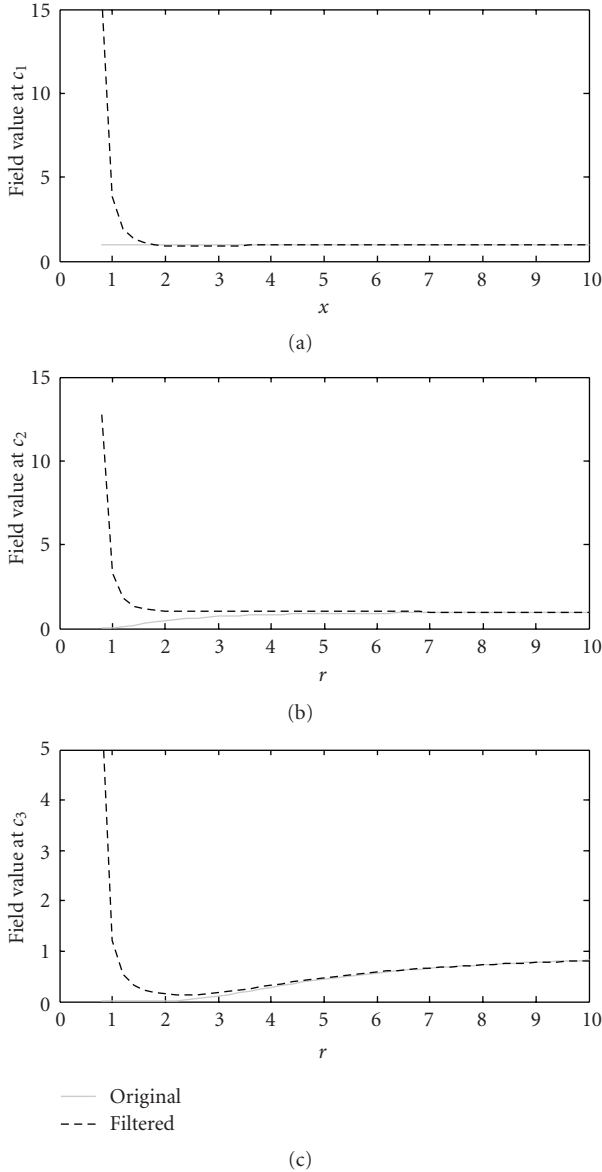 15
10
5
0
Field value at c₁
0 1 2 3 4 5 6 7 8 9 10
x
(a)
15
10
5
0
Field value at c₂
0 1 2 3 4 5 6 7 8 9 10
r
(b)
5
4
3
2
1
0
Field value at c₃
0 1 2 3 4 5 6 7 8 9 10
r
Original
Filtered
(c)